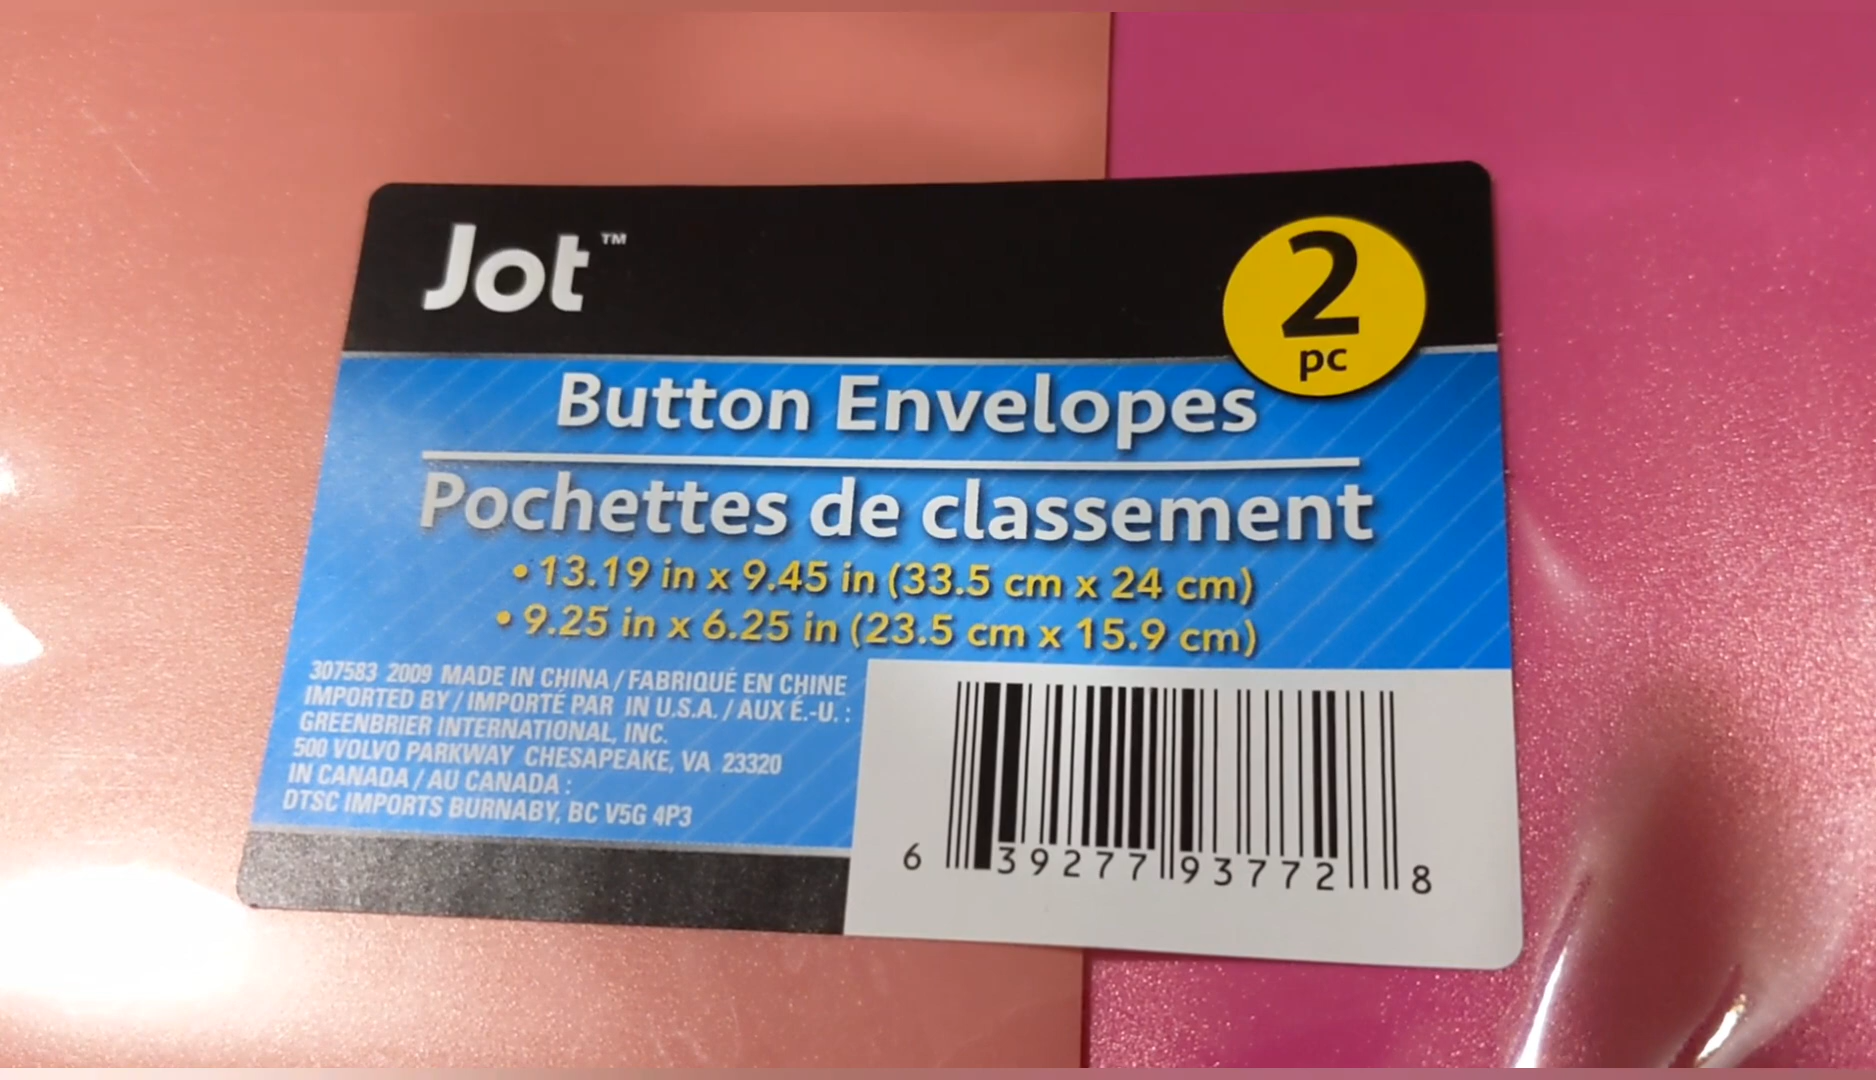 Jot™
2
pc
Button Envelopes
Pochettes de classement
• 13.19 in x 9.45 in (33.5 cm x 24 cm)
• 9.25 in x 6.25 in (23.5 cm x 15.9 cm)
307583 2009 MADE IN CHINA / FABRIQUÉ EN CHINE
IMPORTED BY / IMPORTÉ PAR IN U.S.A. / AUX É.-U. :
GREENBRIER INTERNATIONAL, INC.
500 VOLVO PARKWAY CHESAPEAKE, VA 23320
IN CANADA / AU CANADA :
DTSC IMPORTS BURNABY, BC V5G 4P3
6 39277 93772 8